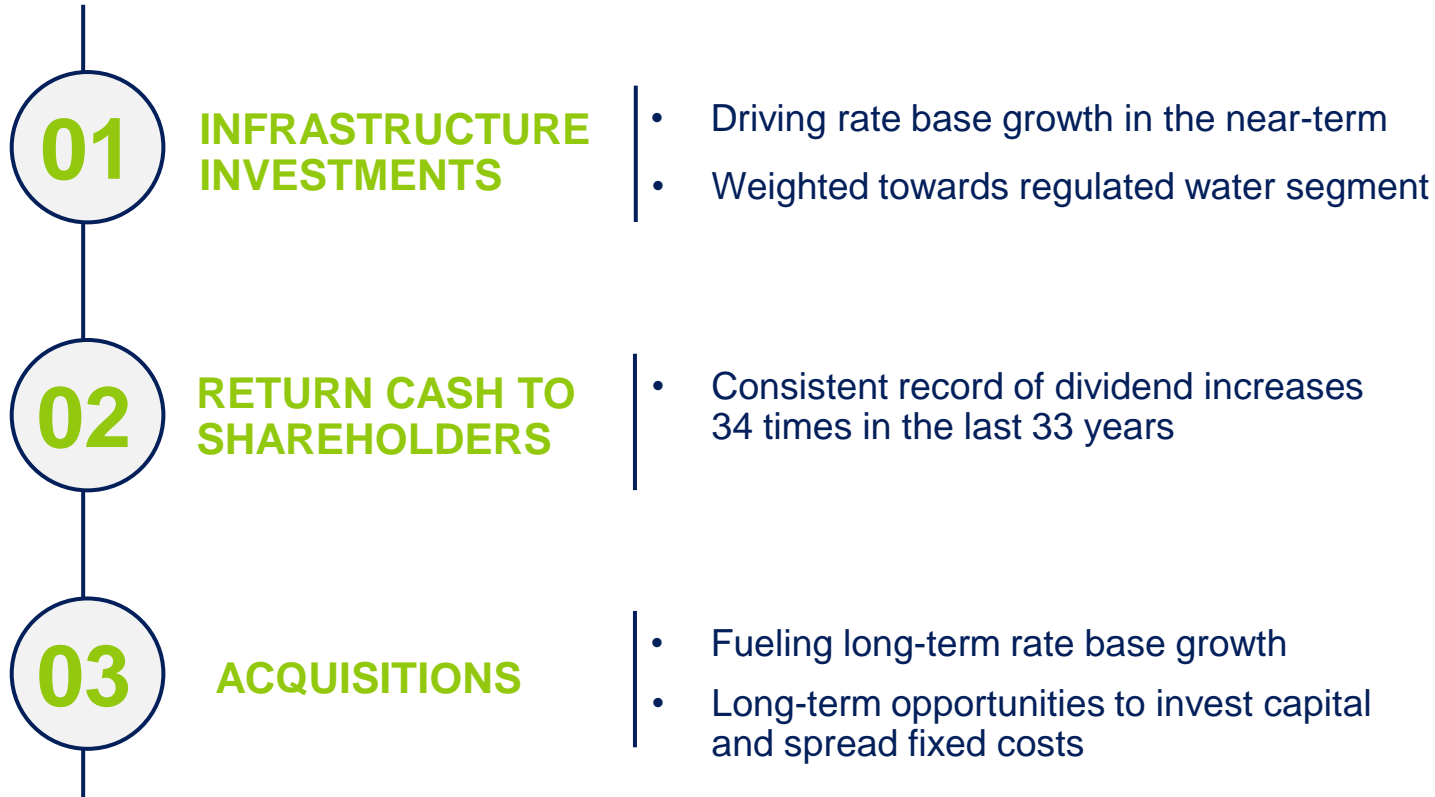 01
INFRASTRUCTURE
INVESTMENTS
• Driving rate base growth in the near-term
• Weighted towards regulated water segment
02
RETURN CASH TO
SHAREHOLDERS
• Consistent record of dividend increases
34 times in the last 33 years
03
ACQUISITIONS
• Fueling long-term rate base growth
• Long-term opportunities to invest capital
and spread fixed costs